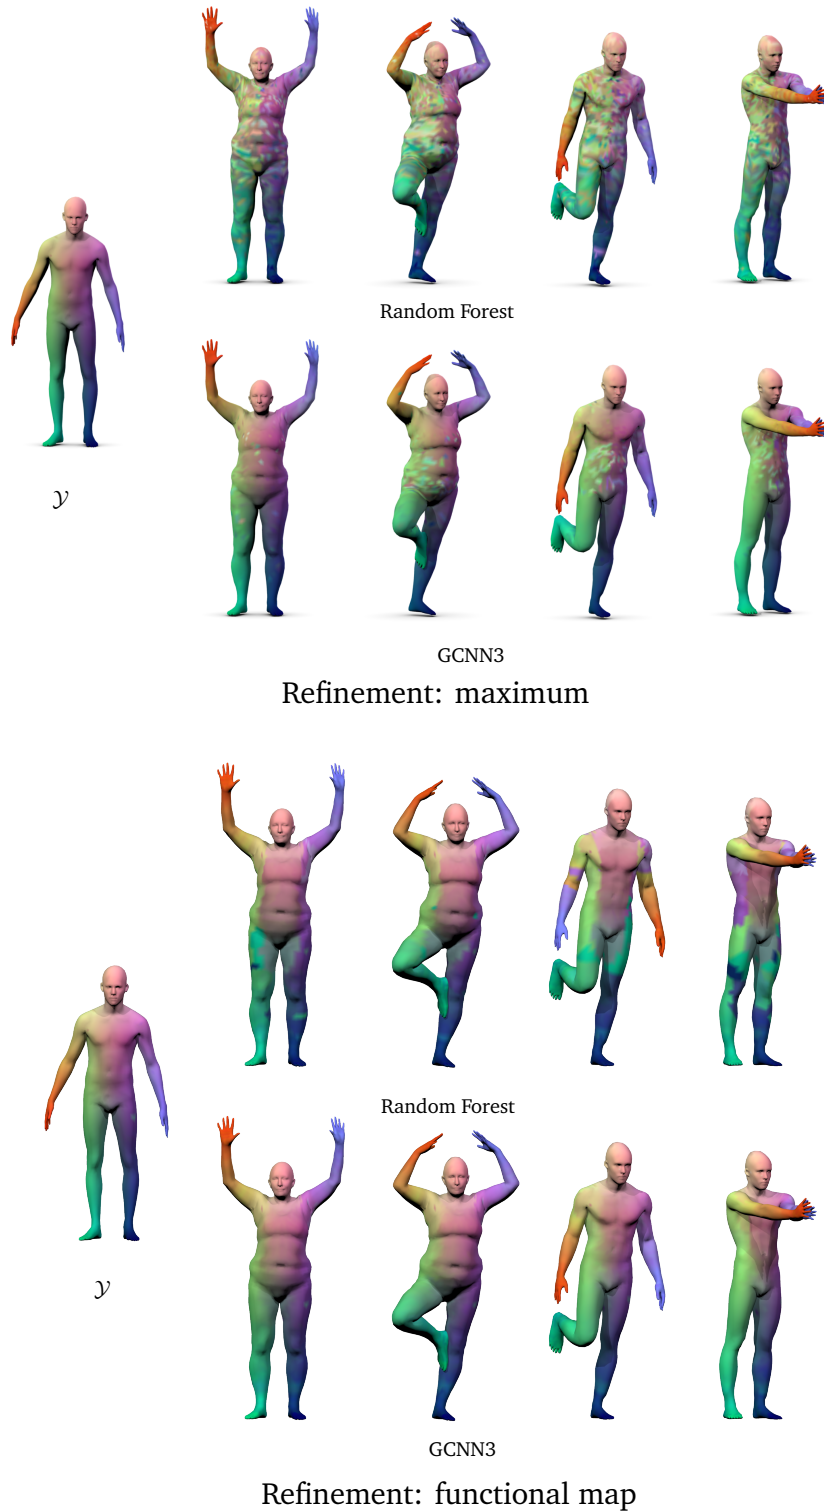 Random Forest
𝒴
GCNN3
Refinement: maximum
Random Forest
𝒴
GCNN3
Refinement: functional map